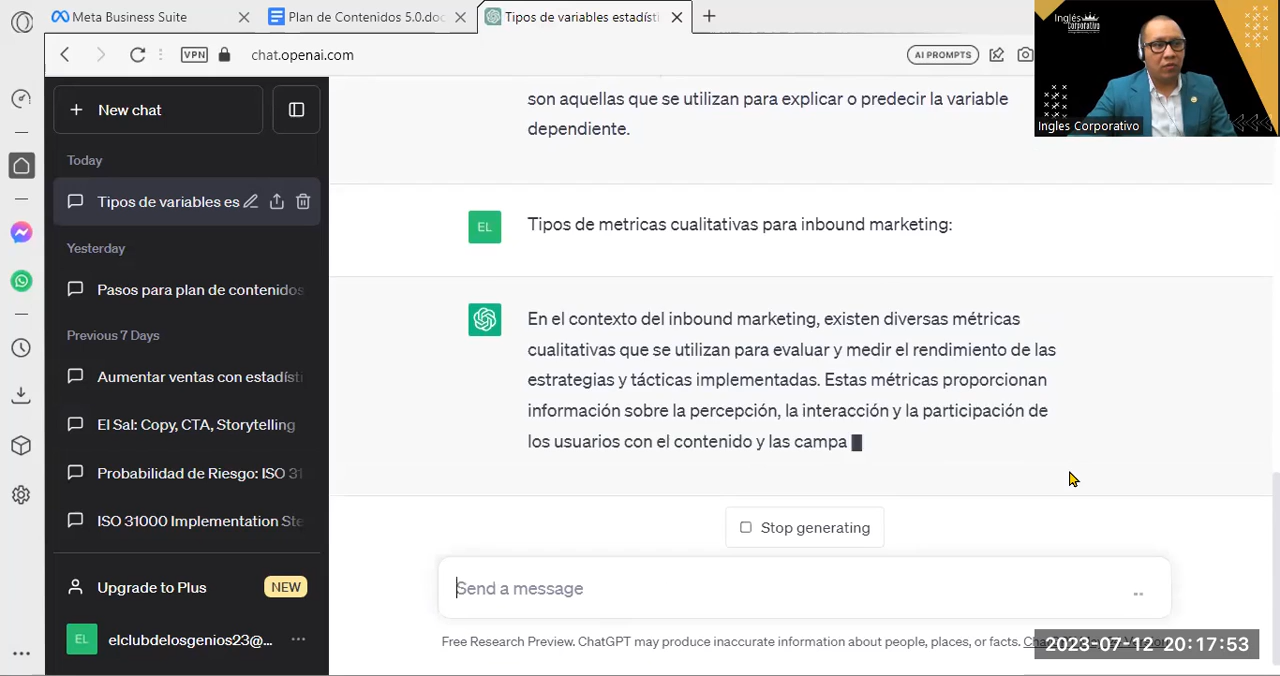 Meta Business Suite
Plan de Contenidos 5.0.doc
Tipos de variables estadísti
VPN
chat.openai.com
AI PROMPTS
Inglés
Corporativo
Ingles Corporativo
New chat
Today
Tipos de variables es
Yesterday
Pasos para plan de contenidos
Previous 7 Days
Aumentar ventas con estadísti
El Sal: Copy, CTA, Storytelling
Probabilidad de Riesgo: ISO 31
ISO 31000 Implementation Ste
Upgrade to Plus
NEW
EL
elclubdelosgenios23@...
son aquellas que se utilizan para explicar o predecir la variable
dependiente.
EL
Tipos de metricas cualitativas para inbound marketing:
En el contexto del inbound marketing, existen diversas métricas
cualitativas que se utilizan para evaluar y medir el rendimiento de las
estrategias y tácticas implementadas. Estas métricas proporcionan
información sobre la percepción, la interacción y la participación de
los usuarios con el contenido y las campa
Stop generating
Send a message
Free Research Preview. ChatGPT may produce inaccurate information about people, places, or facts.
2023-07-12 20:17:53